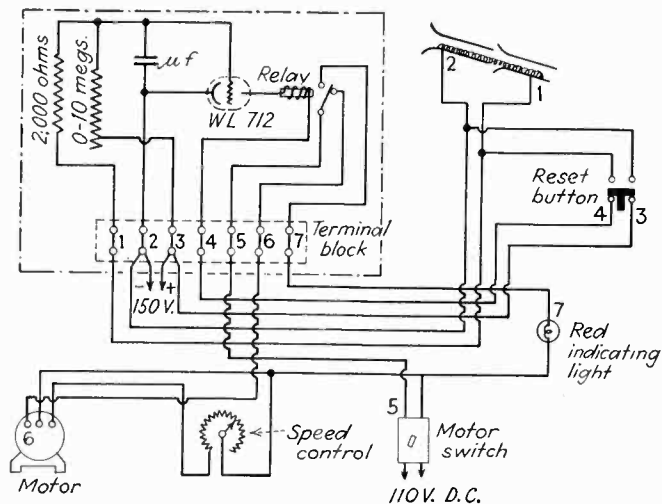 2,000 ohms
0-10 megs.
μf
WL 712
Relay
2
1
Reset
button
4
3
1
2
3
4
5
6
7
Terminal
block
-
+
150 V.
7
Red
indicating
light
5
6
Motor
Speed
control
Motor
switch
110 V. D.C.